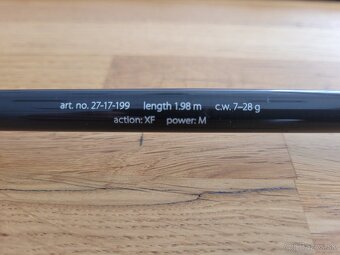 art. no. 27-17-199 length 1.98 m c.w. 7–28 g
action: XF power: M